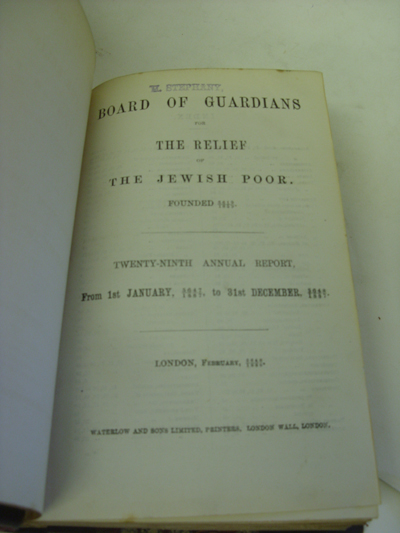 M. STEPHANY,
BOARD OF GUARDIANS
FOR
THE RELIEF
OF
THE JEWISH POOR.
FOUNDED
TWENTY-NINTH ANNUAL REPORT,
From 1st JANUARY, to 31st DECEMBER,
LONDON, FEBRUARY,
WATERLOW AND SONS LIMITED, PRINTERS, LONDON WALL, LONDON.